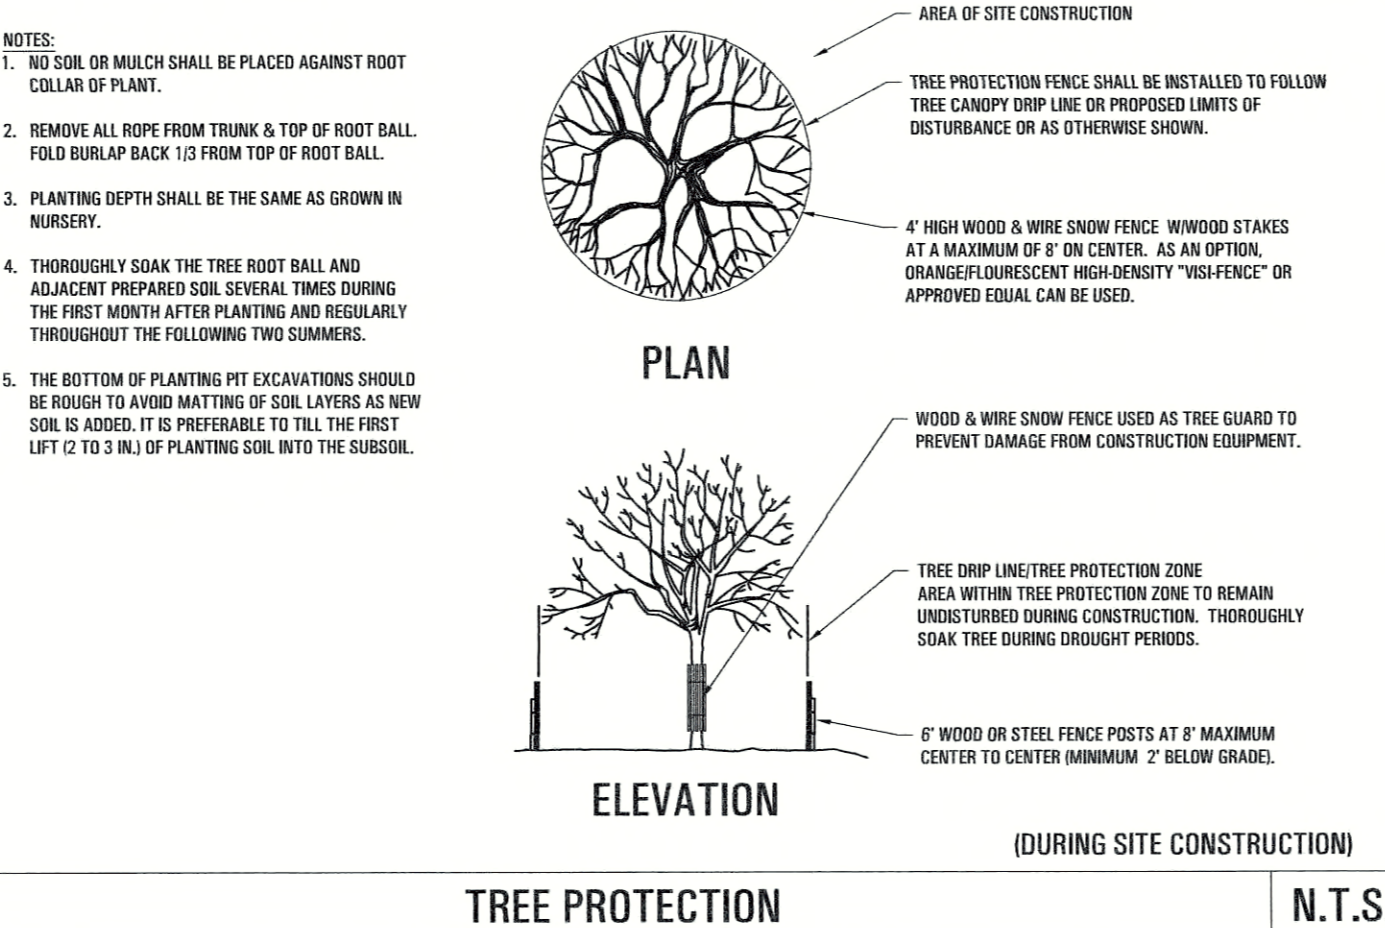 NOTES:
1. NO SOIL OR MULCH SHALL BE PLACED AGAINST ROOT
COLLAR OF PLANT.
2. REMOVE ALL ROPE FROM TRUNK & TOP OF ROOT BALL.
FOLD BURLAP BACK 1/3 FROM TOP OF ROOT BALL.
3. PLANTING DEPTH SHALL BE THE SAME AS GROWN IN
NURSERY.
4. THOROUGHLY SOAK THE TREE ROOT BALL AND
ADJACENT PREPARED SOIL SEVERAL TIMES DURING
THE FIRST MONTH AFTER PLANTING AND REGULARLY
THROUGHOUT THE FOLLOWING TWO SUMMERS.
5. THE BOTTOM OF PLANTING PIT EXCAVATIONS SHOULD
BE ROUGH TO AVOID MATTING OF SOIL LAYERS AS NEW
SOIL IS ADDED. IT IS PREFERABLE TO TILL THE FIRST
LIFT (2 TO 3 IN.) OF PLANTING SOIL INTO THE SUBSOIL.
AREA OF SITE CONSTRUCTION
TREE PROTECTION FENCE SHALL BE INSTALLED TO FOLLOW
TREE CANOPY DRIP LINE OR PROPOSED LIMITS OF
DISTURBANCE OR AS OTHERWISE SHOWN.
4' HIGH WOOD & WIRE SNOW FENCE W/WOOD STAKES
AT A MAXIMUM OF 8' ON CENTER. AS AN OPTION,
ORANGE/FLOURESCENT HIGH-DENSITY "VISI-FENCE" OR
APPROVED EQUAL CAN BE USED.
PLAN
WOOD & WIRE SNOW FENCE USED AS TREE GUARD TO
PREVENT DAMAGE FROM CONSTRUCTION EQUIPMENT.
TREE DRIP LINE/TREE PROTECTION ZONE
AREA WITHIN TREE PROTECTION ZONE TO REMAIN
UNDISTURBED DURING CONSTRUCTION. THOROUGHLY
SOAK TREE DURING DROUGHT PERIODS.
6' WOOD OR STEEL FENCE POSTS AT 8' MAXIMUM
CENTER TO CENTER (MINIMUM 2' BELOW GRADE).
ELEVATION
(DURING SITE CONSTRUCTION)
TREE PROTECTION
N.T.S